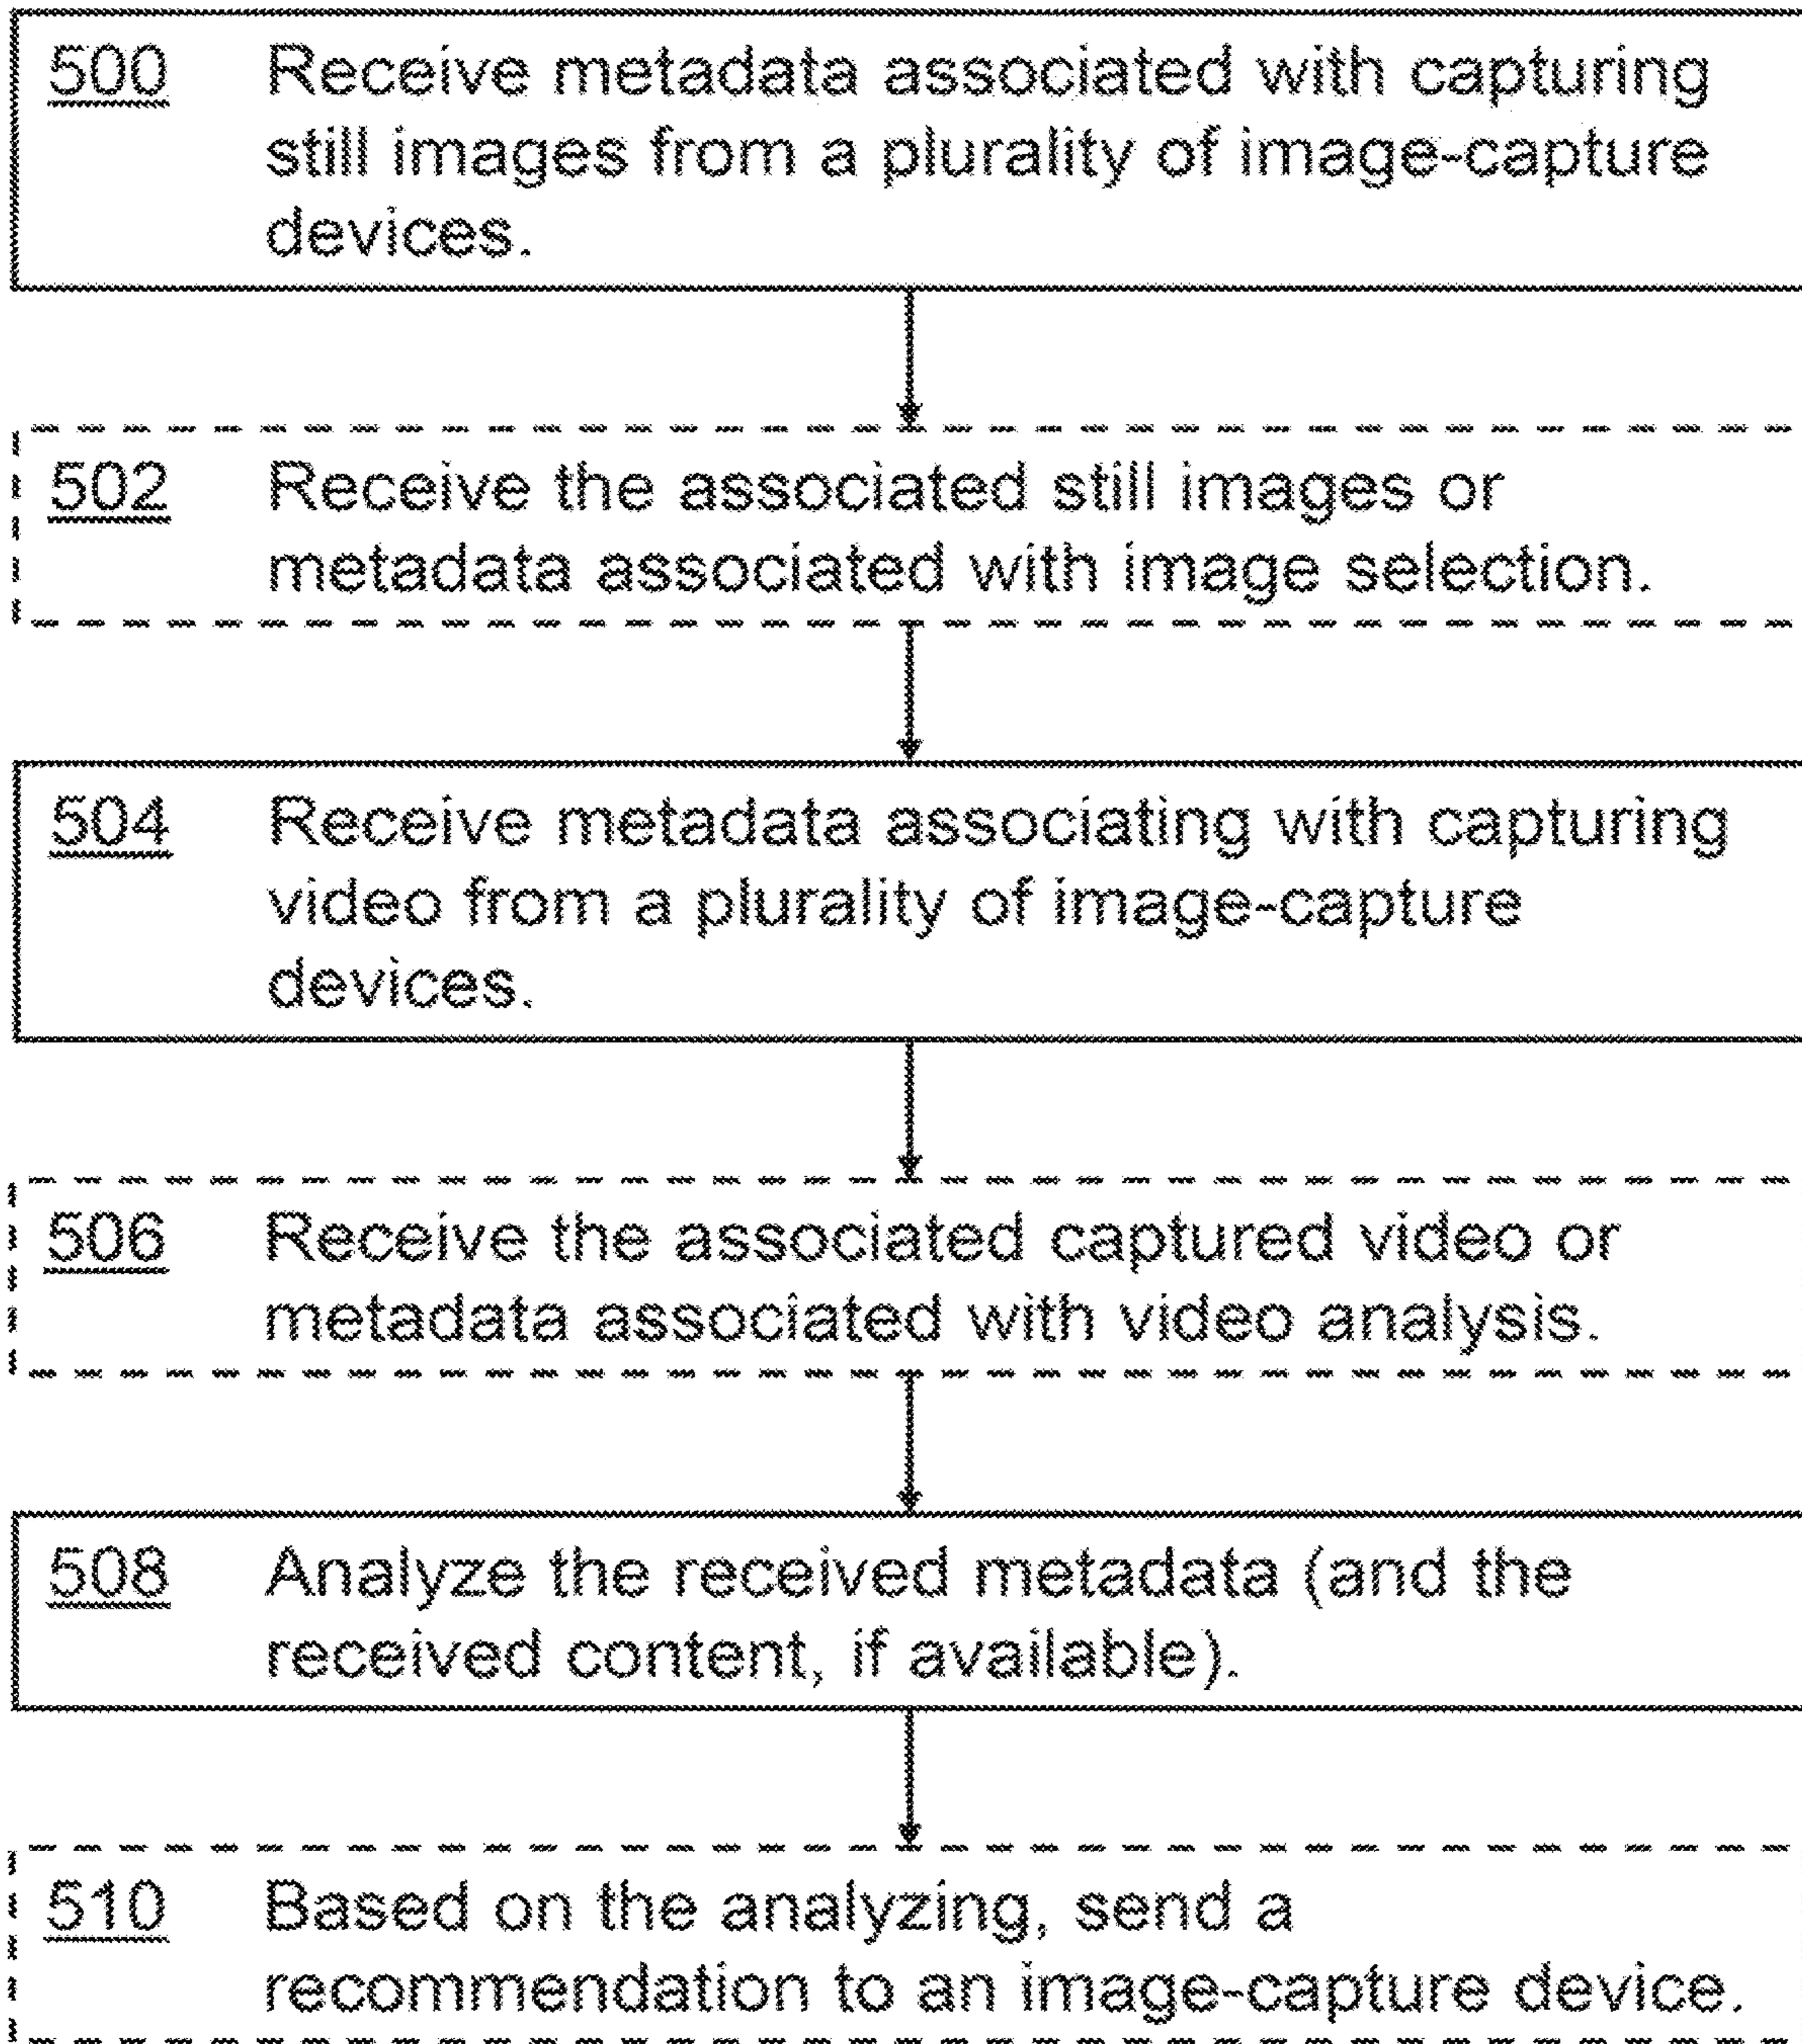 500 Receive metadata associated with capturing
still images from a plurality of image-capture
devices.
502 Receive the associated still images or
metadata associated with image selection.
504 Receive metadata associating with capturing
video from a plurality of image-capture
devices.
506 Receive the associated captured video or
metadata associated with video analysis.
508 Analyze the received metadata (and the
received content, if available).
510 Based on the analyzing, send a
recommendation to an image-capture device.